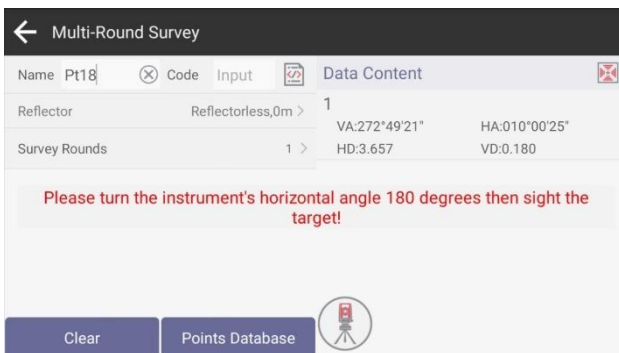 Multi-Round Survey
Name Pt18 Code Input
Data Content
Reflector Reflectorless,0m >
Survey Rounds 1 >
1
VA:272°49'21" HA:010°00'25"
HD:3.657 VD:0.180
Please turn the instrument's horizontal angle 180 degrees then sight the
target!
Clear Points Database